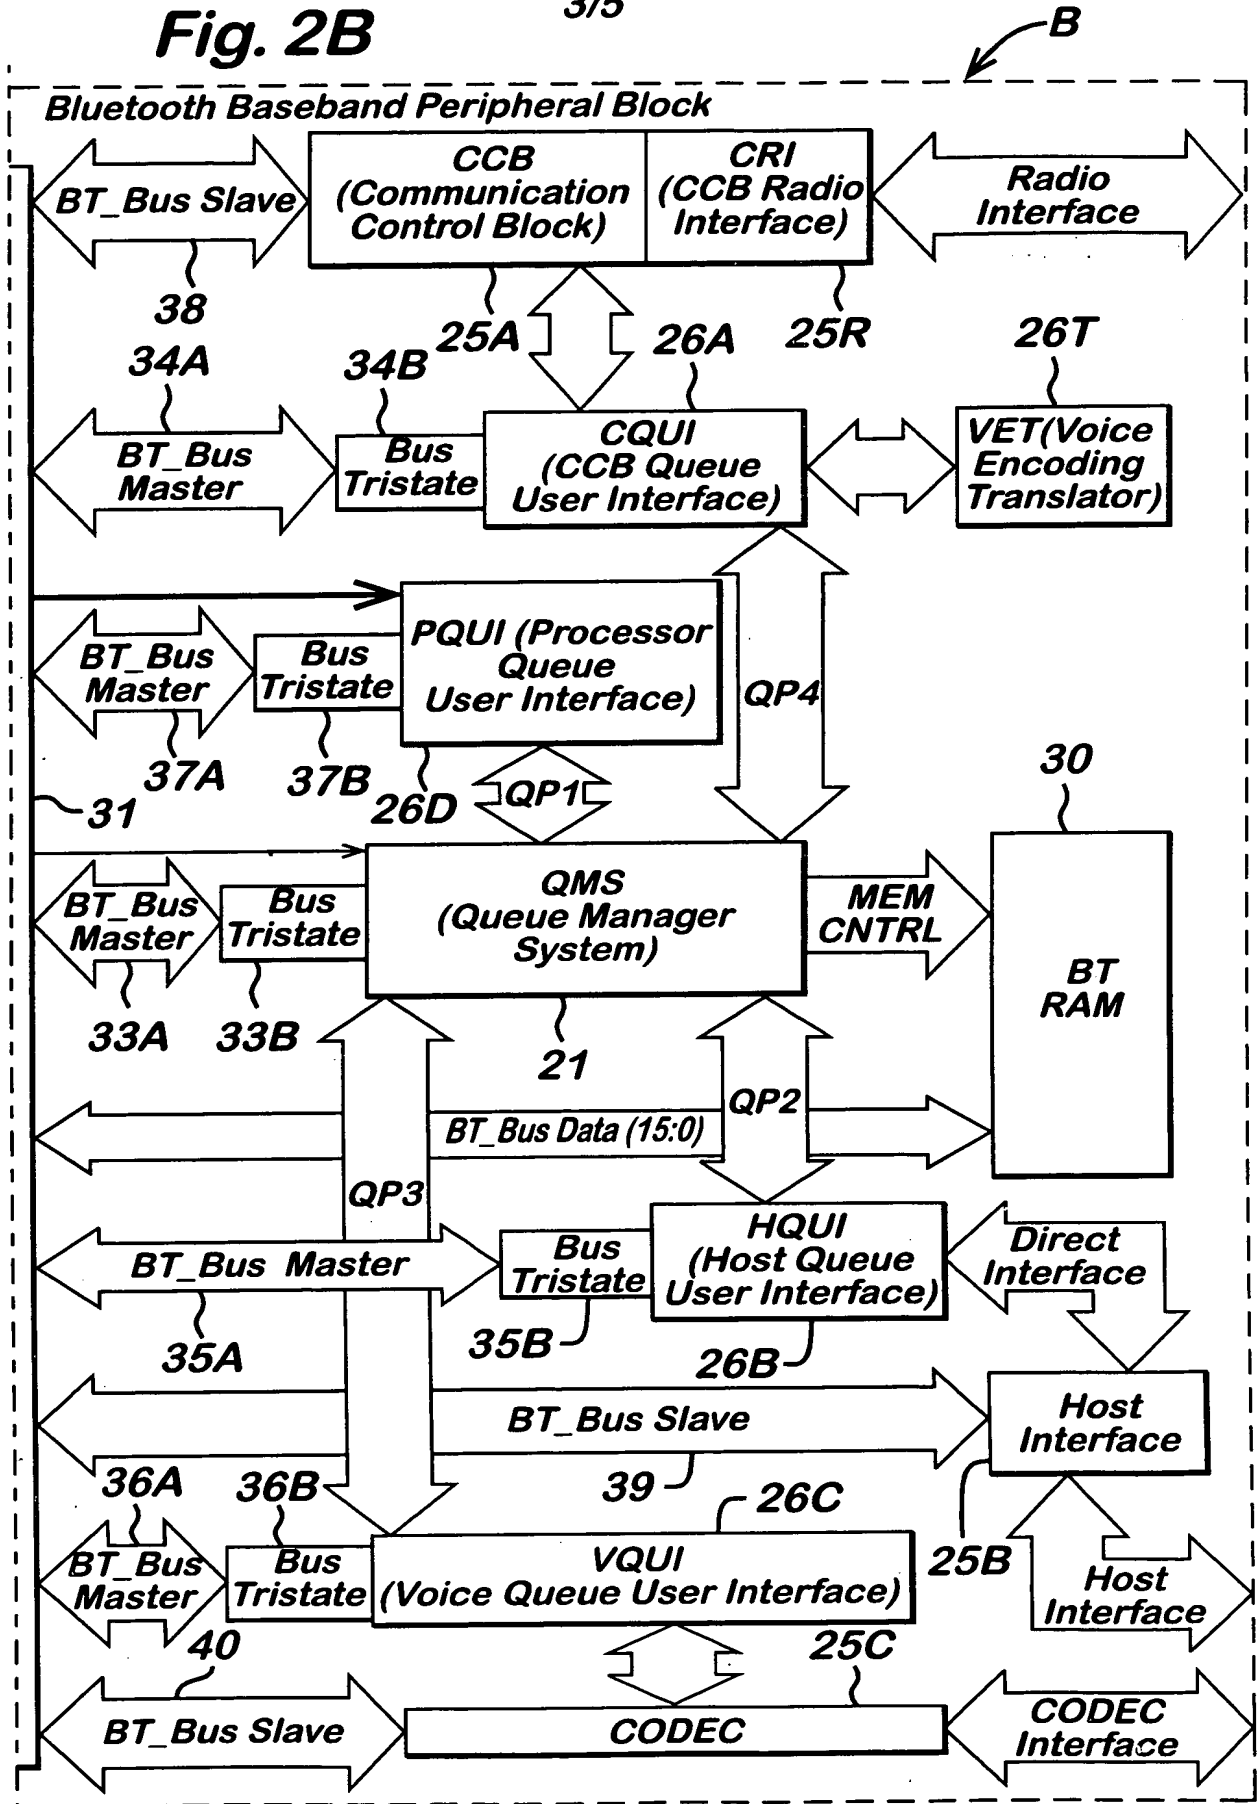 3/5
Fig. 2B
B
Bluetooth Baseband Peripheral Block
BT_Bus Slave
CCB
(Communication
Control Block)
CRI
(CCB Radio
Interface)
Radio
Interface
38
25A
25R
34A
34B
26A
26T
BT_Bus
Master
Bus
Tristate
CQUI
(CCB Queue
User Interface)
VET(Voice
Encoding
Translator)
BT_Bus
Master
Bus
Tristate
PQUI (Processor
Queue
User Interface)
QP4
37A
37B
26D
QP1
30
31
BT_Bus
Master
Bus
Tristate
QMS
(Queue Manager
System)
MEM
CNTRL
BT
RAM
33A
33B
21
QP2
BT_Bus Data (15:0)
QP3
BT_Bus Master
Bus
Tristate
HQUI
(Host Queue
User Interface)
Direct
Interface
35A
35B
26B
BT_Bus Slave
Host
Interface
39
25B
36A
36B
26C
BT_Bus
Master
Bus
Tristate
VQUI
(Voice Queue User Interface)
Host
Interface
40
25C
BT_Bus Slave
CODEC
CODEC
Interface